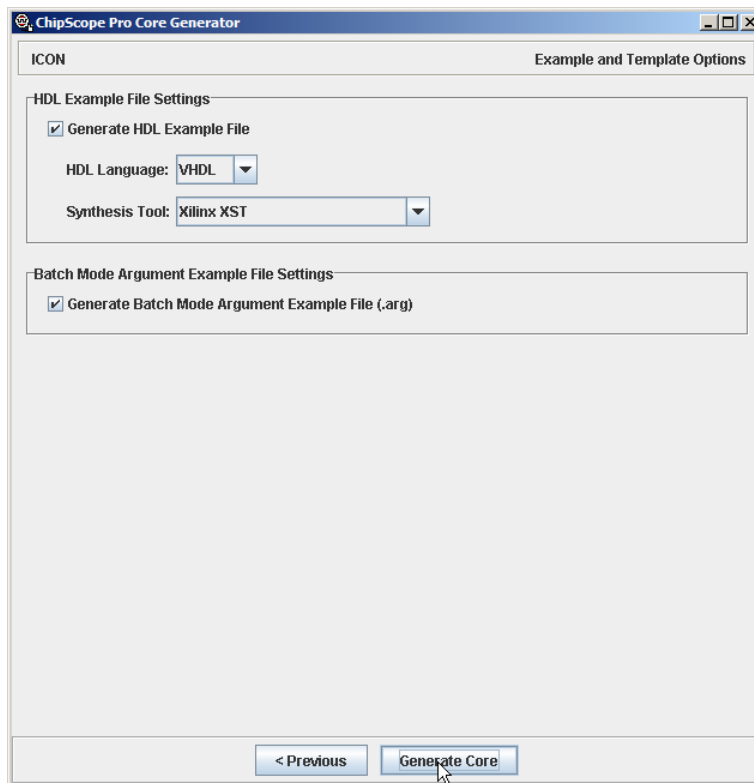 ChipScope Pro Core Generator
ICON Example and Template Options
HDL Example File Settings
Generate HDL Example File
HDL Language: VHDL
Synthesis Tool: Xilinx XST
Batch Mode Argument Example File Settings
Generate Batch Mode Argument Example File (.arg)
< Previous Generate Core